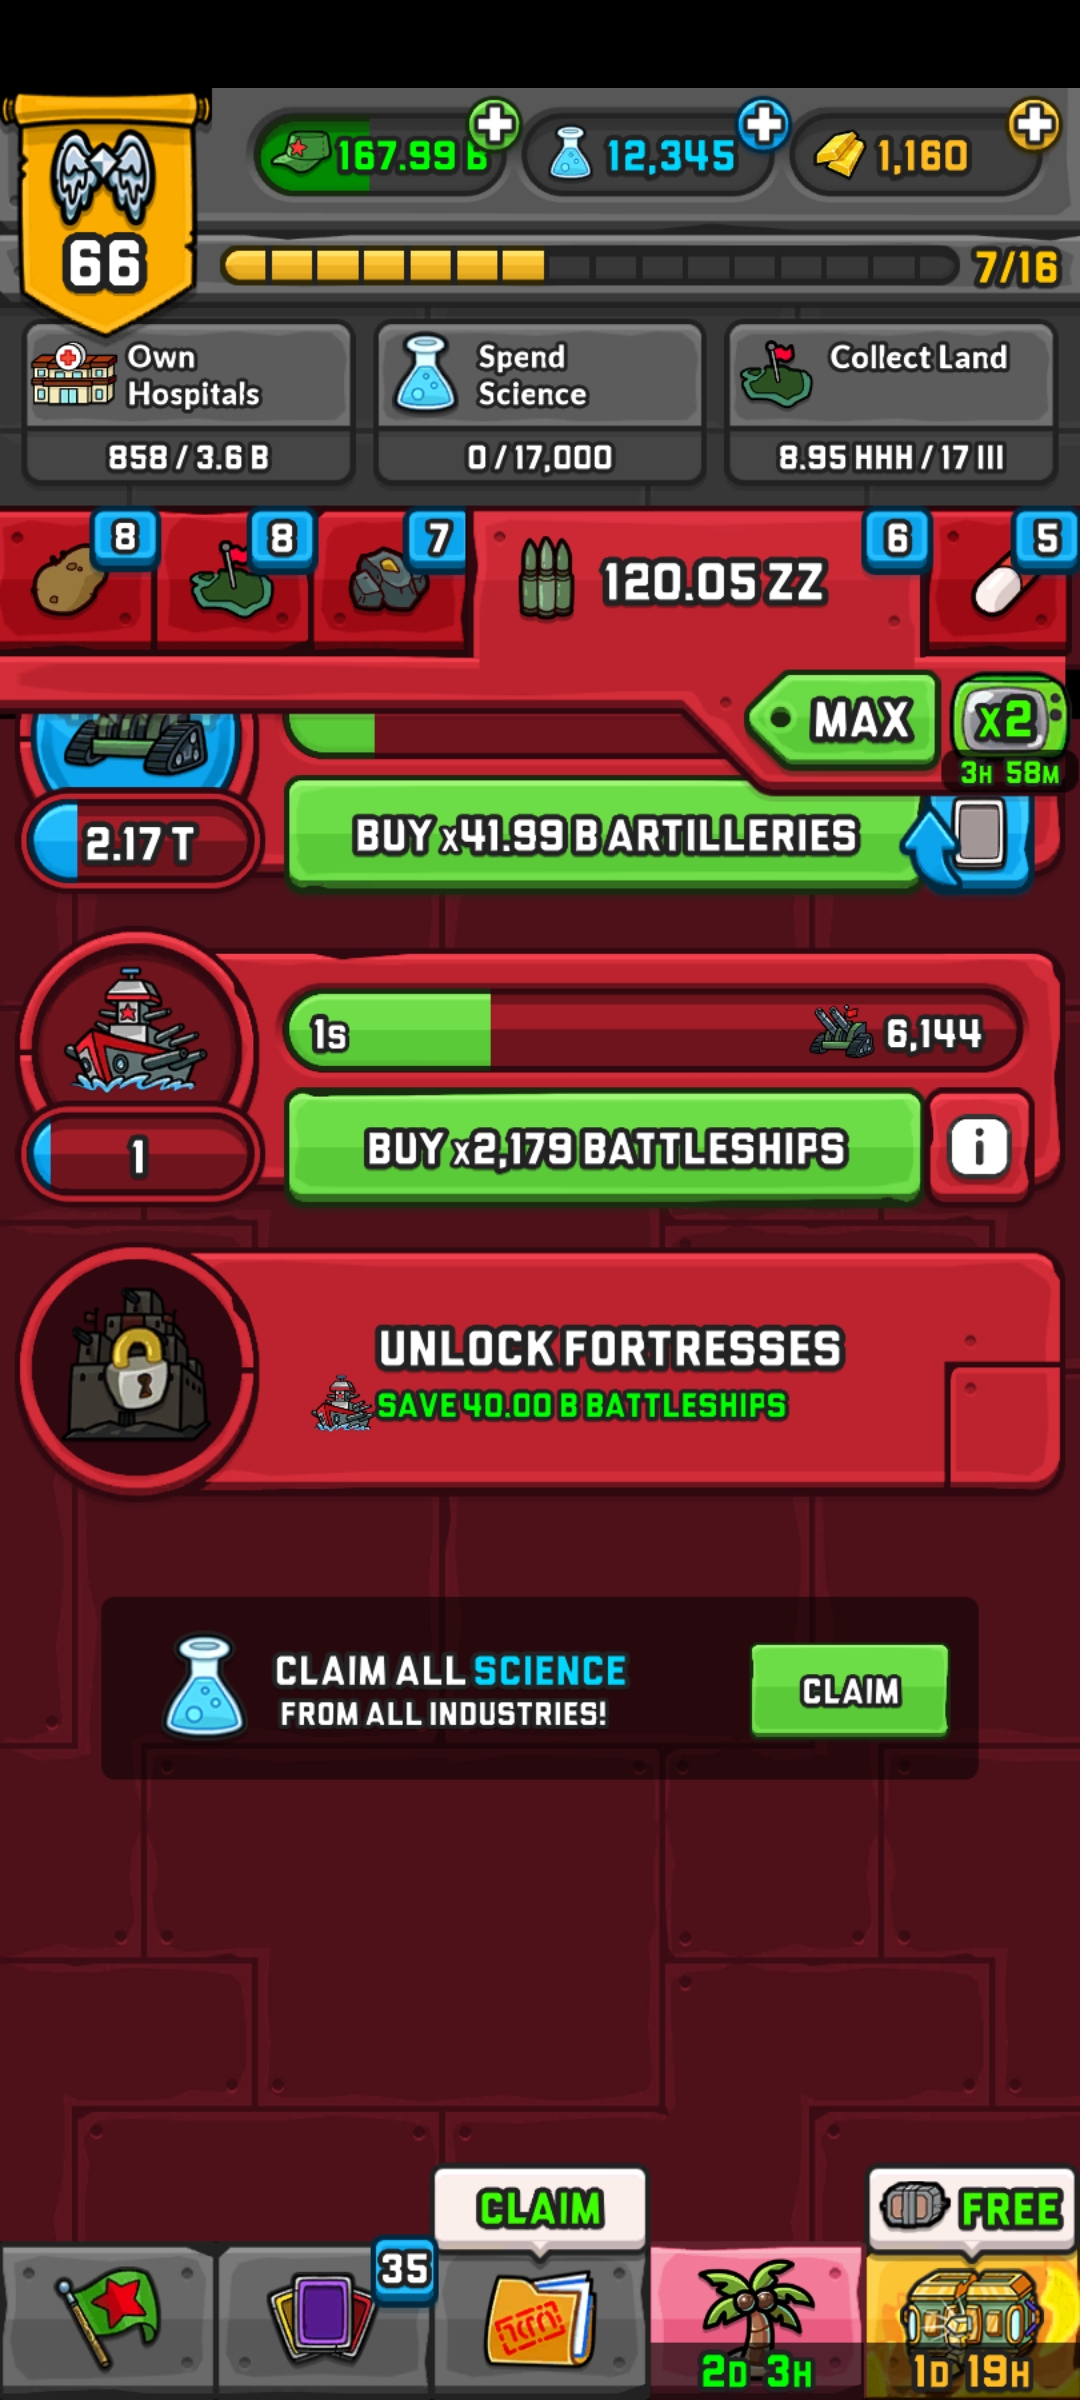 66
167.99 B
12,345
1,160
7/16
Own
Hospitals
858 / 3.6 B
Spend
Science
0 / 17,000
Collect Land
8.95 HHH / 17 III
8
8
7
120.05 ZZ
6
5
MAX
x2
3H 58M
2.17 T
BUY x41.99 B ARTILLERIES
1s
6,144
1
BUY x2,179 BATTLESHIPS
i
UNLOCK FORTRESSES
SAVE 40.00 B BATTLESHIPS
CLAIM ALL SCIENCE
FROM ALL INDUSTRIES!
CLAIM
CLAIM
FREE
35
2D 3H
1D 19H